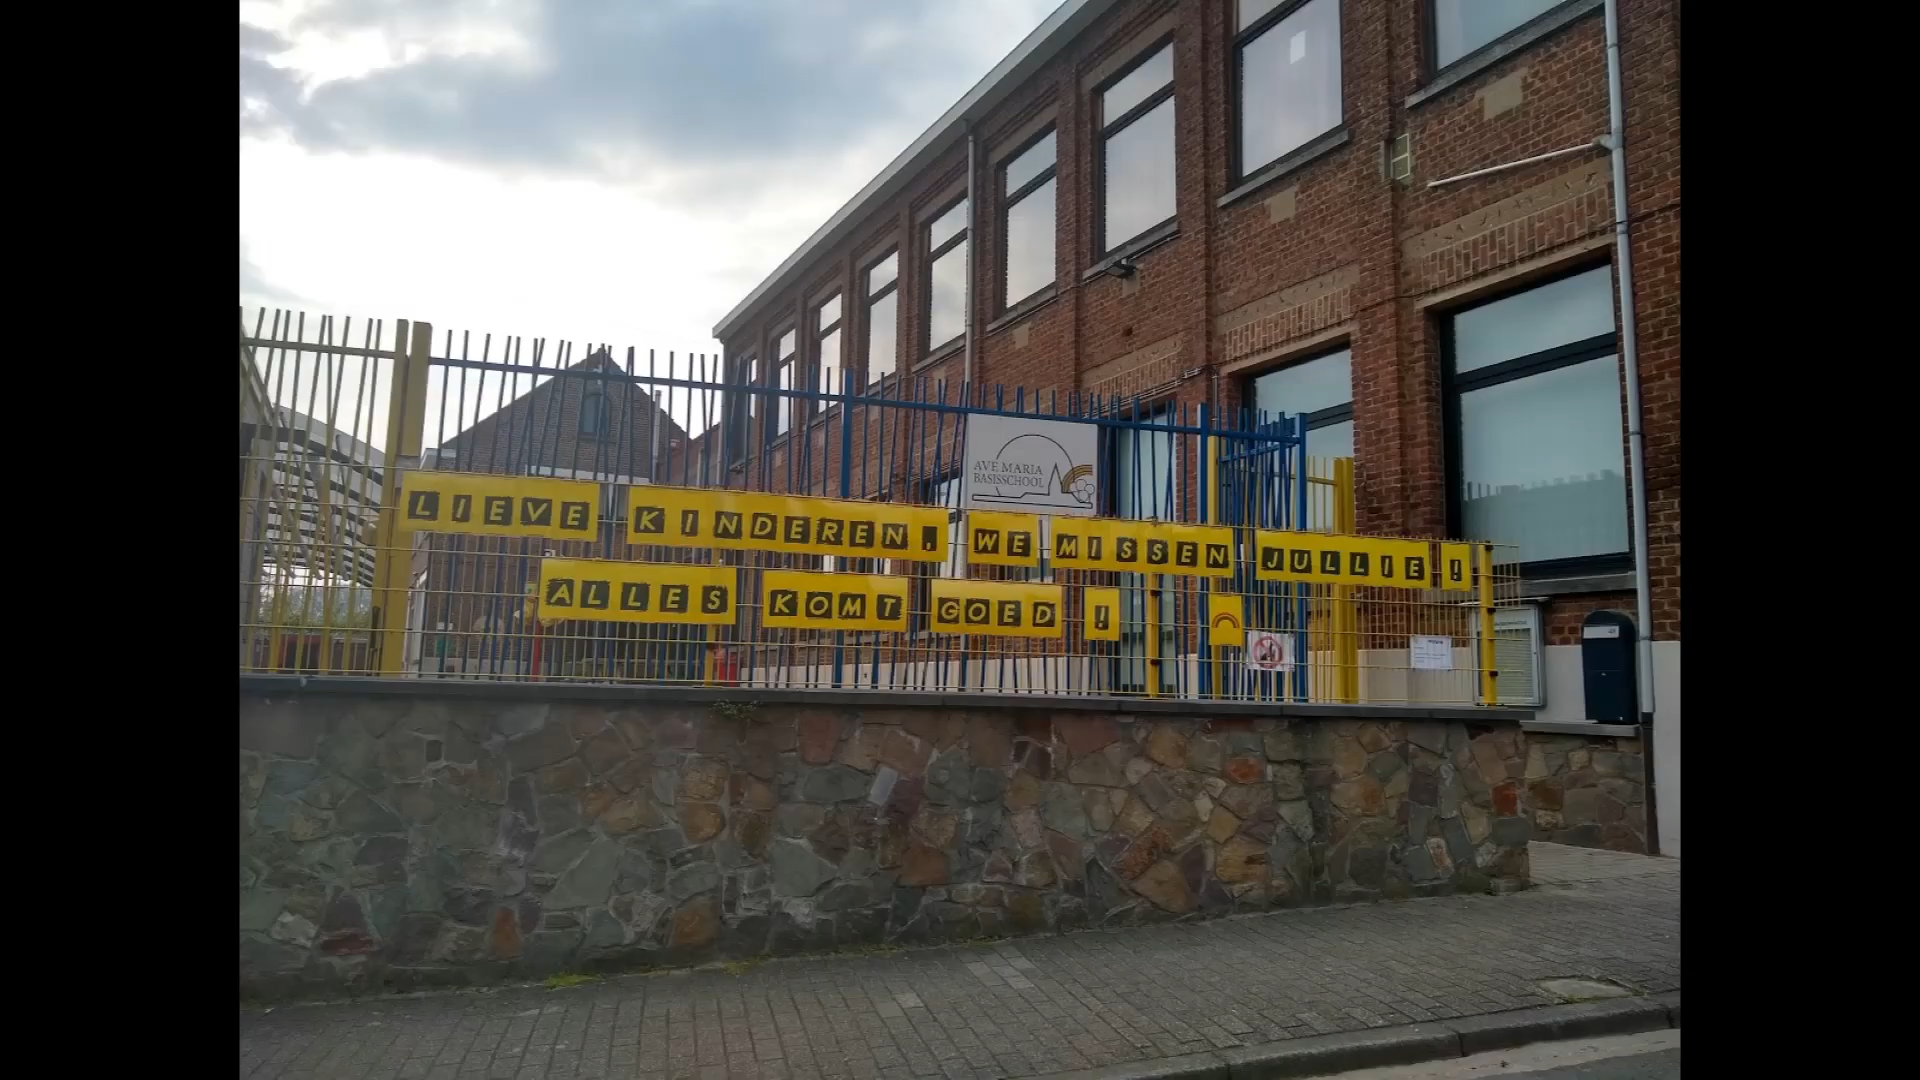 AVE MARIA
BASISSCHOOL
LIEVE KINDEREN, WE MISSEN JULLIE!
ALLES KOMT GOED!